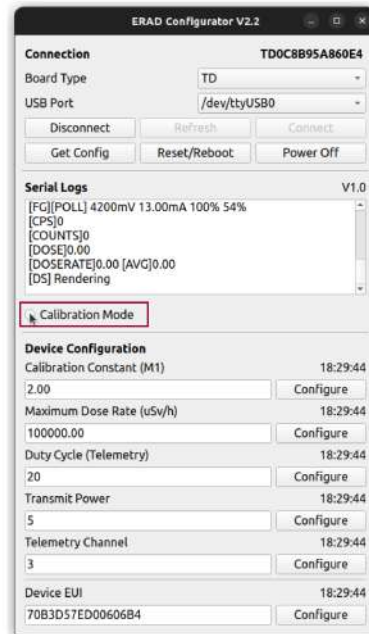 ERAD Configurator V2.2
Connection TD0C8B95A860E4
Board Type TD
USB Port /dev/ttyUSB0
Disconnect Refresh Connect
Get Config Reset/Reboot Power Off
Serial Logs V1.0
[FG][POLL] 4200mV 13.00mA 100% 54%
[CPS]0
[COUNTS]0
[DOSE]0.00
[DOSERATE]0.00 [AVG]0.00
[DS] Rendering
Calibration Mode
Device Configuration
Calibration Constant (M1) 18:29:44
2.00 Configure
Maximum Dose Rate (uSv/h) 18:29:44
100000.00 Configure
Duty Cycle (Telemetry) 18:29:44
20 Configure
Transmit Power 18:29:44
5 Configure
Telemetry Channel 18:29:44
3 Configure
Device EUI 18:29:44
70B3D57ED00606B4 Configure